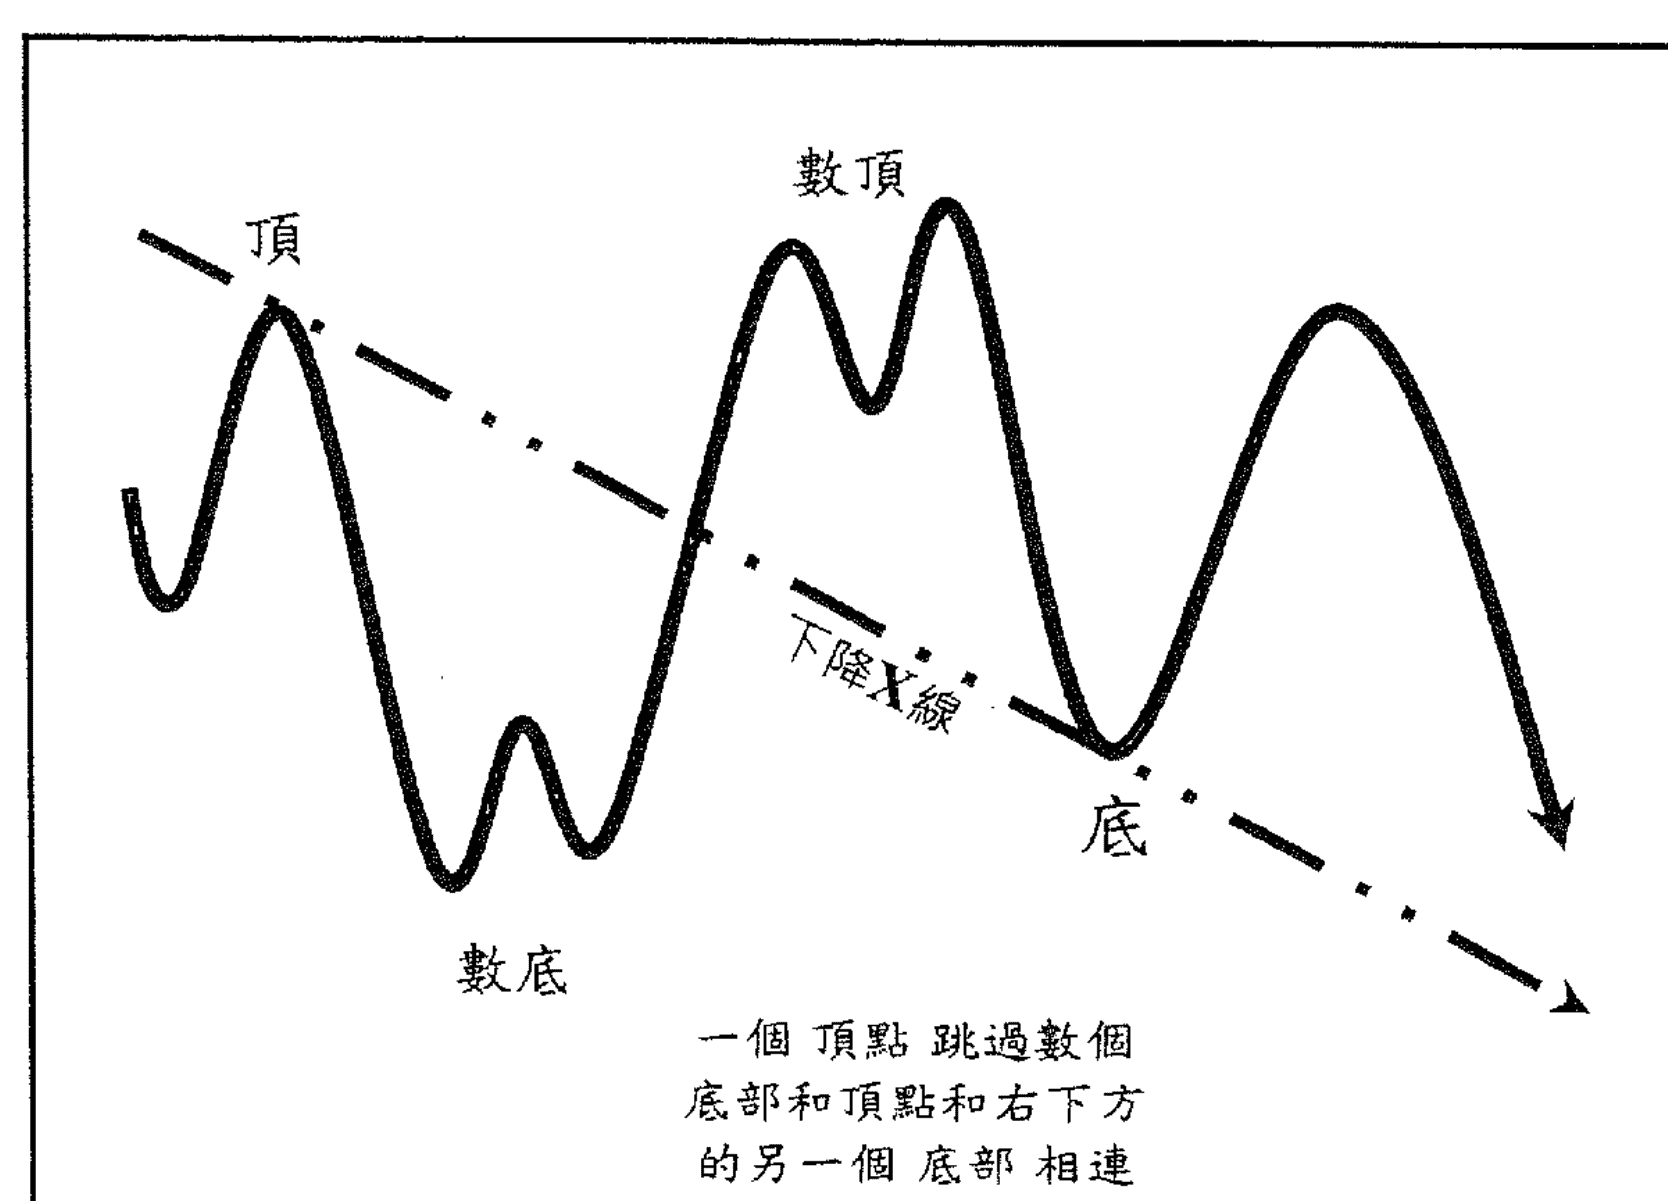 數頂
頂
下降X線
底
數底
一個 頂點 跳過數個
底部和頂點和右下方
的另一個 底部 相連